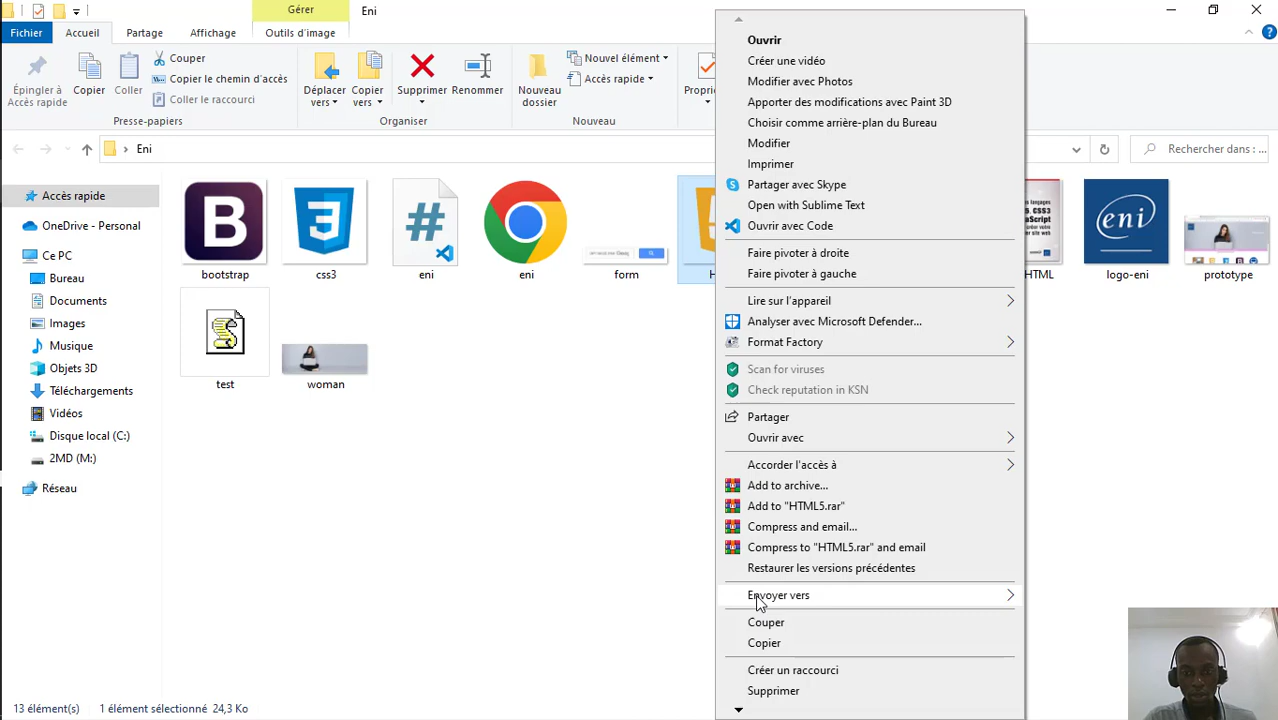 Gérer
Eni
Fichier
Accueil
Partage
Affichage
Outils d'image
Épingler à Accès rapide
Copier
Coller
Couper
Copier le chemin d'accès
Coller le raccourci
Presse-papiers
Déplacer vers
Copier vers
Supprimer
Renommer
Organiser
Nouveau dossier
Nouvel élément
Accès rapide
Nouveau
Eni
Rechercher dans : ...
Accès rapide
OneDrive - Personal
Ce PC
Bureau
Documents
Images
Musique
Objets 3D
Téléchargements
Vidéos
Disque local (C:)
2MD (M:)
Réseau
bootstrap
css3
eni
eni
form
HTML
logo-eni
prototype
test
woman
Ouvrir
Créer une vidéo
Modifier avec Photos
Apporter des modifications avec Paint 3D
Choisir comme arrière-plan du Bureau
Modifier
Imprimer
Partager avec Skype
Open with Sublime Text
Ouvrir avec Code
Faire pivoter à droite
Faire pivoter à gauche
Lire sur l'appareil
Analyser avec Microsoft Defender...
Format Factory
Scan for viruses
Check reputation in KSN
Partager
Ouvrir avec
Accorder l'accès à
Add to archive...
Add to "HTML5.rar"
Compress and email...
Compress to "HTML5.rar" and email
Restaurer les versions précédentes
Envoyer vers
Couper
Copier
Créer un raccourci
Supprimer
13 élément(s)
1 élément sélectionné 24,3 Ko